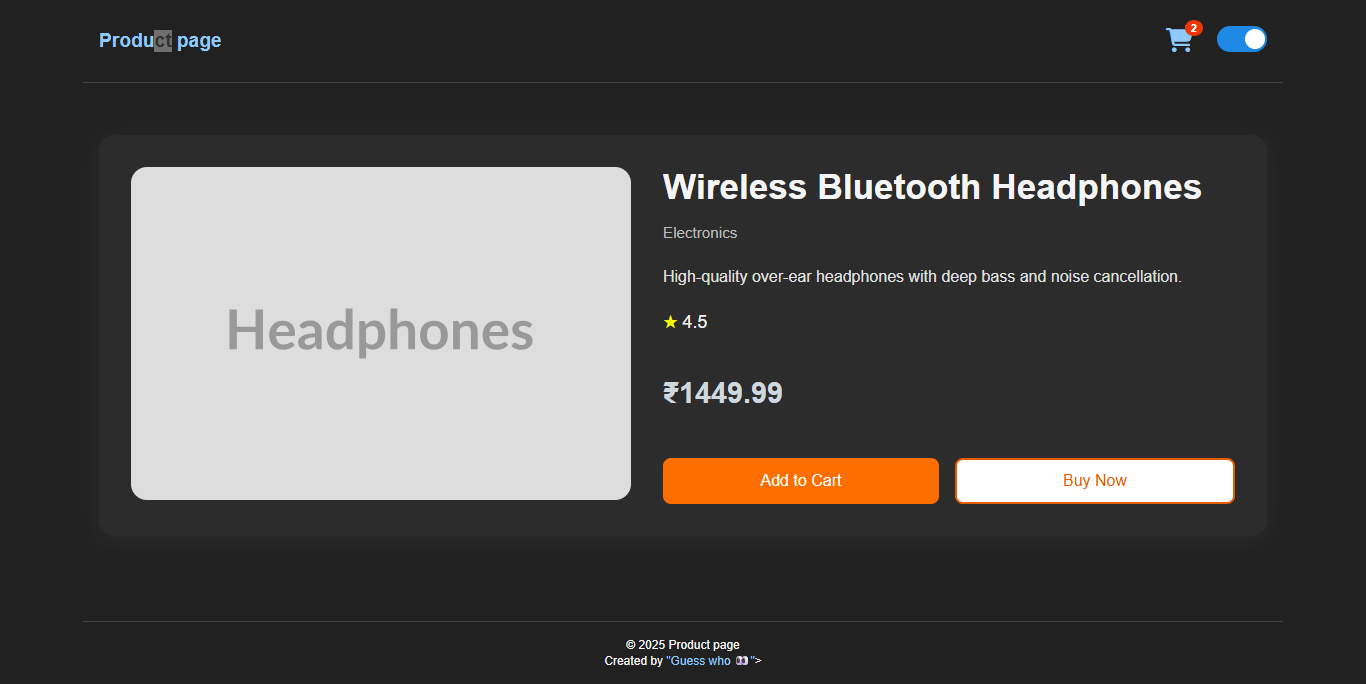 Product page
2
Headphones
Wireless Bluetooth Headphones
Electronics
High-quality over-ear headphones with deep bass and noise cancellation.
★ 4.5
₹1449.99
Add to Cart
Buy Now
© 2025 Product page
Created by "Guess who 👀">